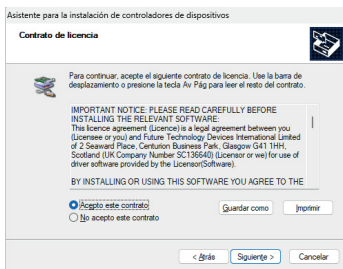 Asistente para la instalación de controladores de dispositivos
Contrato de licencia
Para continuar, acepte el siguiente contrato de licencia. Use la barra de
desplazamiento o presione la tecla Av Pág para leer el resto del contrato.
IMPORTANT NOTICE: PLEASE READ CAREFULLY BEFORE
INSTALLING THE RELEVANT SOFTWARE:
This licence agreement (Licence) is a legal agreement between you
(Licensee or you) and Future Technology Devices International Limited
of 2 Seaward Place, Centurion Business Park, Glasgow G41 1HH,
Scotland (UK Company Number SC136640) (Licensor or we) for use of
driver software provided by the Licensor(Software).
BY INSTALLING OR USING THIS SOFTWARE YOU AGREE TO THE
Acepto este contrato
No acepto este contrato
Guardar como
Imprimir
< Atrás
Siguiente >
Cancelar